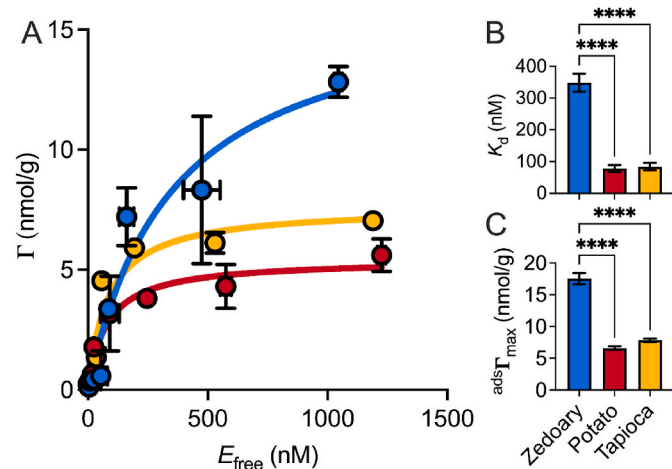 A
15
10
5
0
Γ (nmol/g)
0
500
1000
1500
E_free (nM)
B
****
****
400
300
200
100
0
K_d (nM)
C
****
****
20
15
10
5
0
^adsΓ_max (nmol/g)
Zedoary
Potato
Tapioca